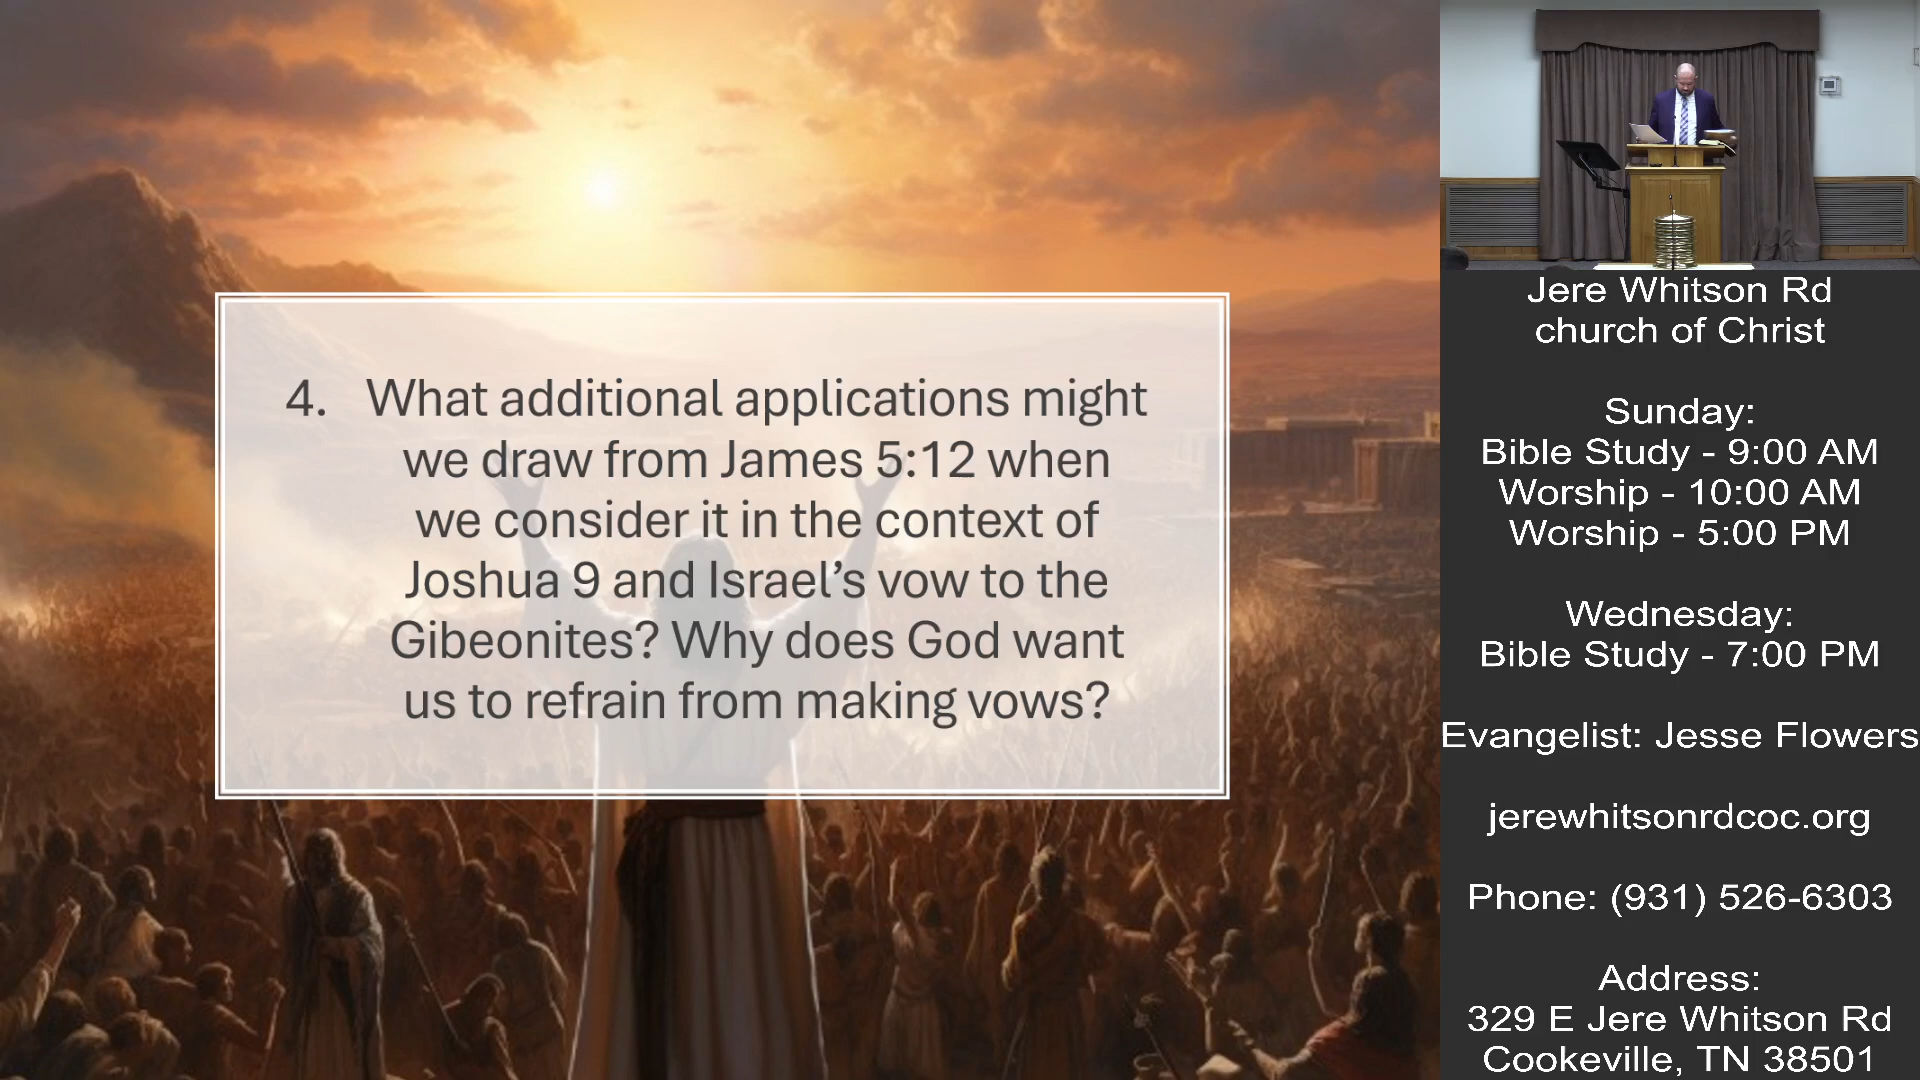 4. What additional applications might
we draw from James 5:12 when
we consider it in the context of
Joshua 9 and Israel’s vow to the
Gibeonites? Why does God want
us to refrain from making vows?
Jere Whitson Rd
church of Christ
Sunday:
Bible Study - 9:00 AM
Worship - 10:00 AM
Worship - 5:00 PM
Wednesday:
Bible Study - 7:00 PM
Evangelist: Jesse Flowers
jerewhitsonrdcoc.org
Phone: (931) 526-6303
Address:
329 E Jere Whitson Rd
Cookeville, TN 38501